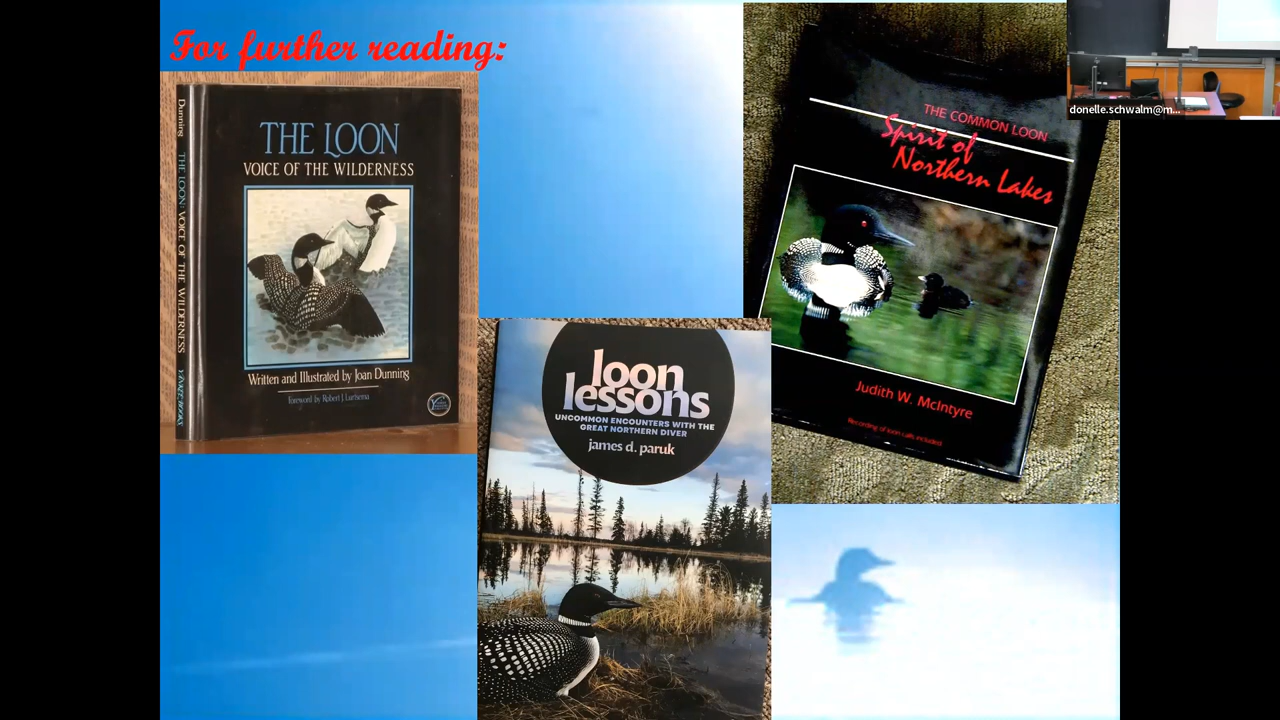 For further reading:
Dunning THE LOON: VOICE OF THE WILDERNESS YANKEE BOOKS
THE LOON
VOICE OF THE WILDERNESS
Written and Illustrated by Joan Dunning
Foreword by Robert J. Lurtsema
loon
lessons
UNCOMMON ENCOUNTERS WITH THE
GREAT NORTHERN DIVER
james d. paruk
THE COMMON LOON
Spirit of
Northern Lakes
Judith W. McIntyre
Recording of loon calls included
donelle.schwalm@m...